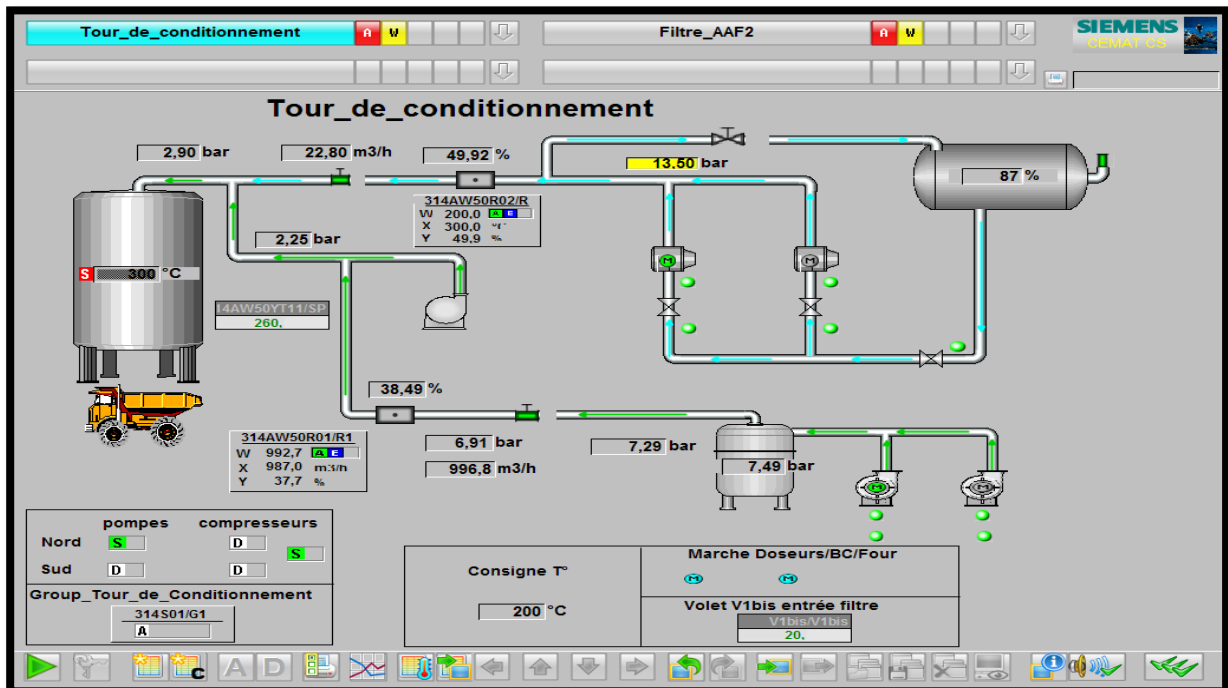 Tour_de_conditionnement A W Filtre_AAF2 A W SIEMENS
CEMAT CS
Tour_de_conditionnement
2,90 bar 22,80 m3/h 49,92 %
13.50 bar
87 %
314AW50R02/R
W 200,0 A E
X 300,0 °C
Y 49,9 %
2,25 bar
S 300 °C
M M
14AW50YT11/SP
260,
38,49 %
314AW50R01/R1
W 992,7 A E
X 987,0 m3/h
Y 37,7 %
6,91 bar 7,29 bar
996,8 m3/h 7,49 bar
M M
pompes compresseurs
Nord S D
S
Sud D D
Group_Tour_de_Conditionnement
314S01/G1
A
Consigne T°
200 °C
Marche Doseurs/BC/Four
M M
Volet V1bis entrée filtre
V1bis/V1bis
20,
C A D i